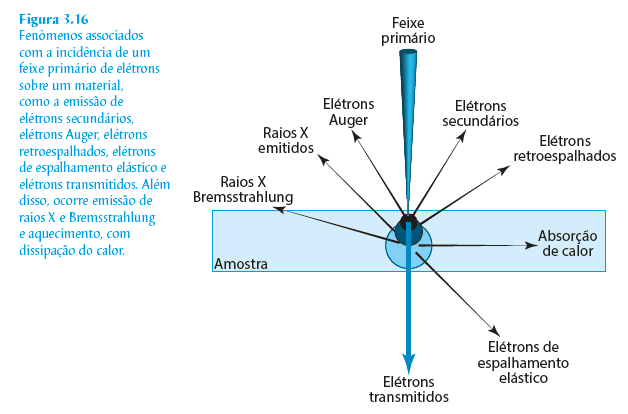 Figura 3.16
Fenômenos associados
com a incidência de um
feixe primário de elétrons
sobre um material,
como a emissão de
elétrons secundários,
elétrons Auger, elétrons
retroespalhados, elétrons
de espalhamento elástico e
elétrons transmitidos. Além
disso, ocorre emissão de
raios X e Bremsstrahlung
e aquecimento, com
dissipação do calor.
Feixe
primário
Elétrons
Auger
Elétrons
secundários
Raios X
emitidos
Elétrons
retroespalhados
Raios X
Bremsstrahlung
Absorção
de calor
Amostra
Elétrons de
espalhamento
elástico
Elétrons
transmitidos